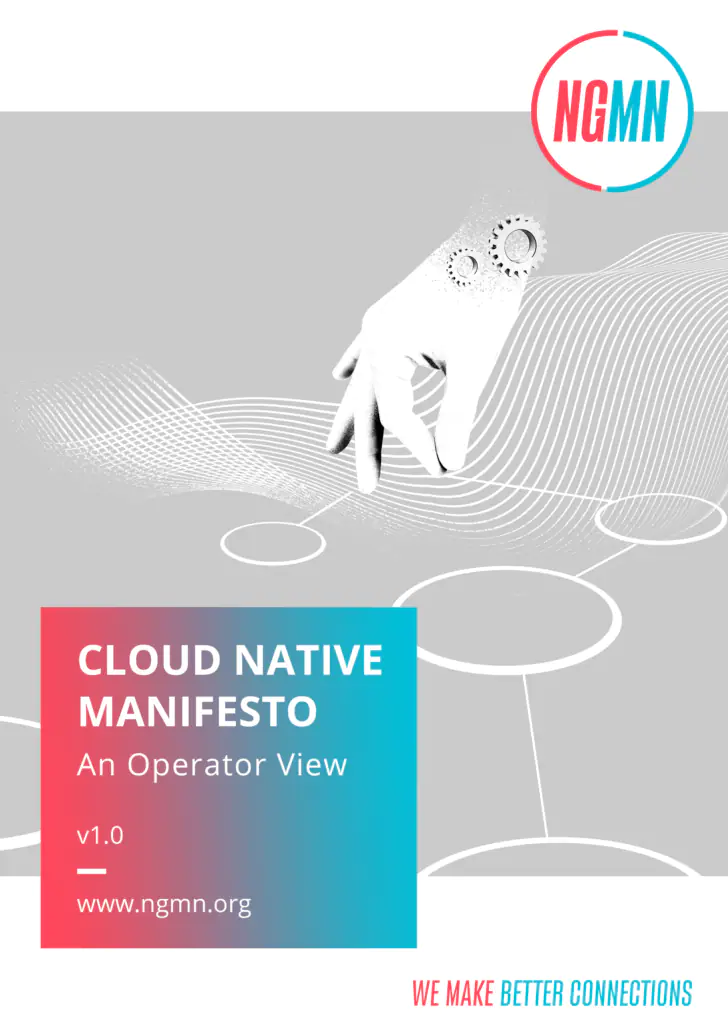 NGMN
CLOUD NATIVE
MANIFESTO
An Operator View
v1.0
www.ngmn.org
WE MAKE BETTER CONNECTIONS